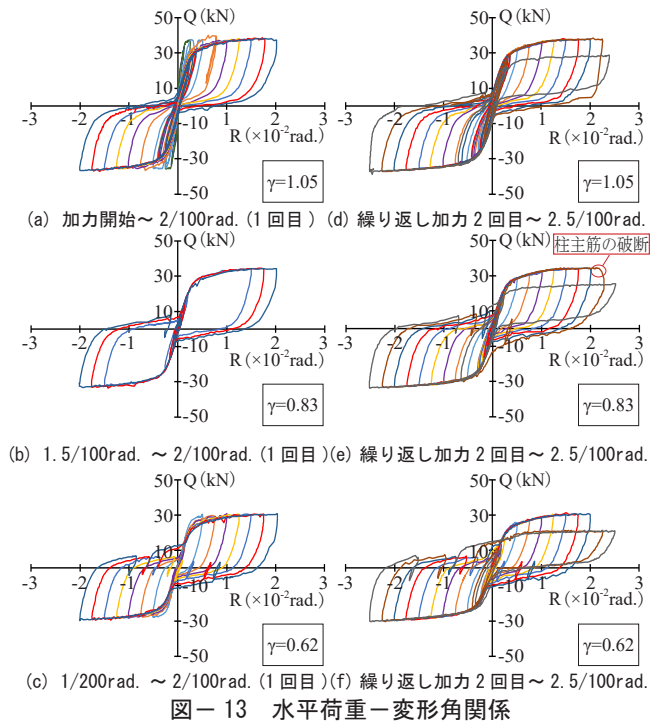 Q (kN)
50
30
10
-3 -2 -1 1 2 3
-10
R (×10⁻²rad.)
-30
-50
γ=1.05
(a) 加力開始～ 2/100rad. (1 回目)
Q (kN)
50
30
10
-3 -2 -1 1 2 3
-10
R (×10⁻²rad.)
-30
-50
γ=1.05
(d) 繰り返し加力 2 回目～ 2.5/100rad.
Q (kN)
50
30
10
-3 -1 1 2 3
-10
R (×10⁻²rad.)
-30
-50
γ=0.83
(b) 1.5/100rad. ～ 2/100rad. (1 回目)
Q (kN)
50
柱主筋の破断
30
10
-3 -1 1 2 3
-10
R (×10⁻²rad.)
-30
-50
γ=0.83
(e) 繰り返し加力 2 回目～ 2.5/100rad.
Q (kN)
50
30
10
-3 -2 -1 1 2 3
-10
R (×10⁻²rad.)
-30
-50
γ=0.62
(c) 1/200rad. ～ 2/100rad. (1 回目)
Q (kN)
50
30
10
-3 -2 -1 1 2 3
-10
R (×10⁻²rad.)
-30
-50
γ=0.62
(f) 繰り返し加力 2 回目～ 2.5/100rad.
図－ 13 水平荷重－変形角関係